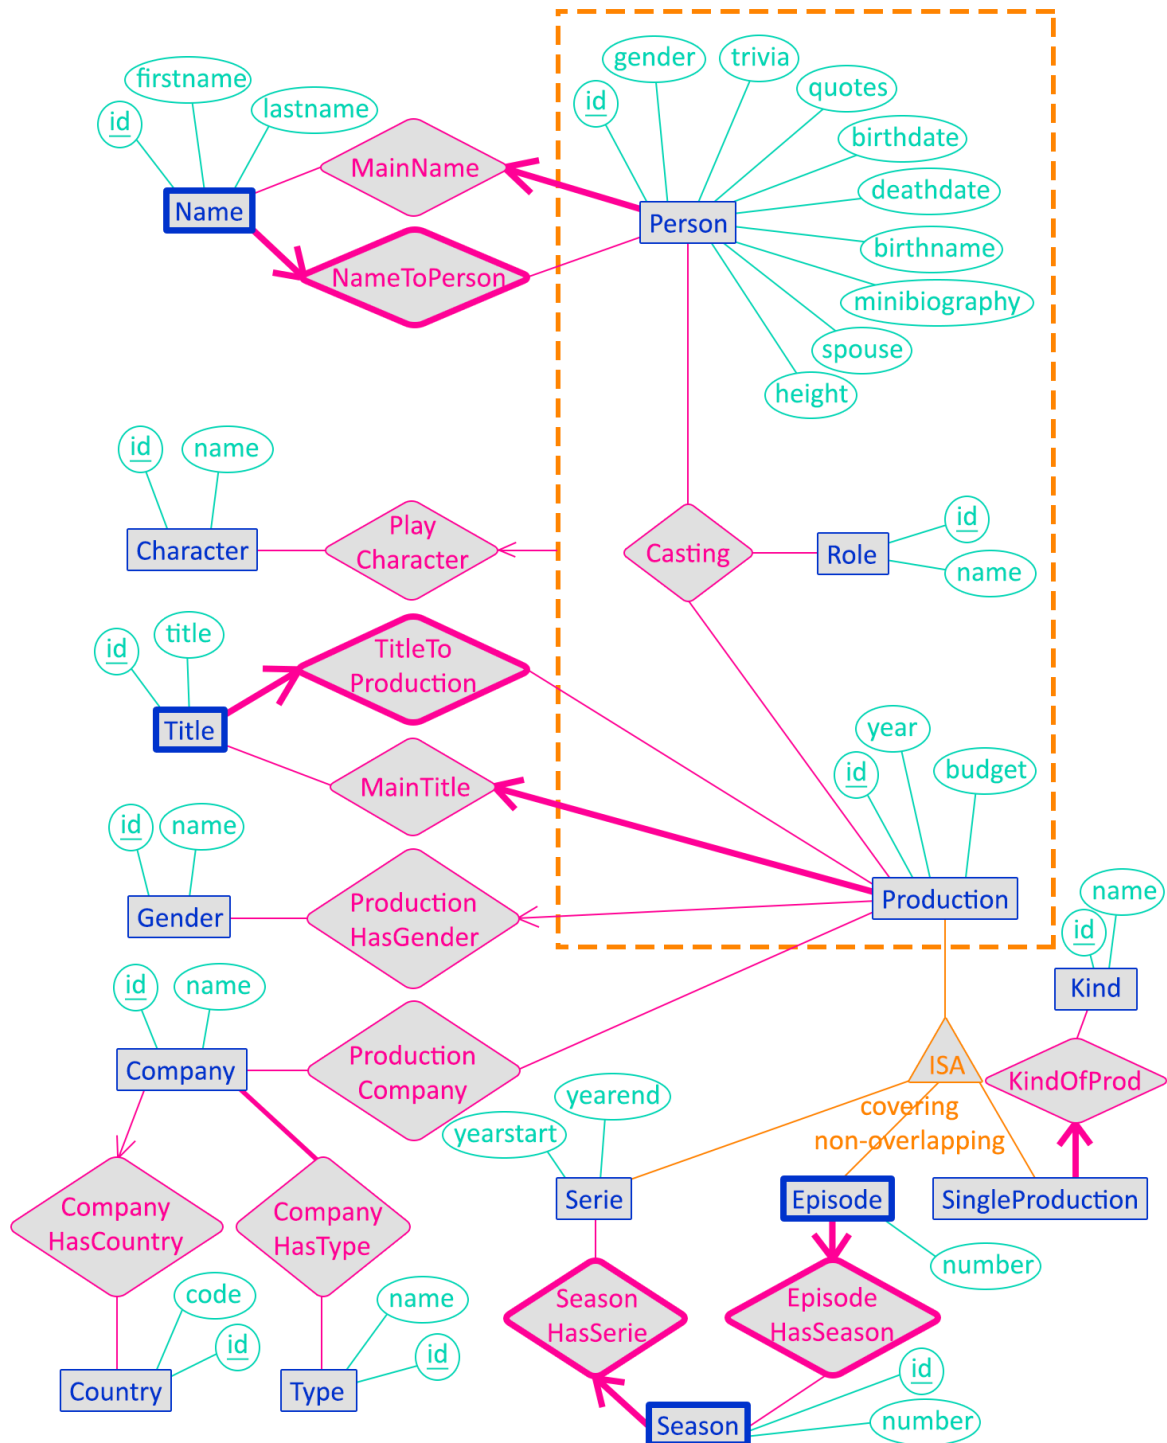 gender
trivia
firstname
quotes
id
lastname
id
birthdate
MainName
deathdate
Name
Person
birthname
NameToPerson
minibiography
spouse
height
id
name
id
Play
Character
Character
Casting
Role
name
title
id
TitleTo
Production
Title
year
id
budget
MainTitle
id
name
Production
HasGender
Gender
Production
name
id
id
name
Kind
Production
Company
Company
ISA
KindOfProd
yearend
covering
yearstart
non-overlapping
Serie
Episode
SingleProduction
Company
HasCountry
Company
HasType
number
code
name
Season
HasSerie
Episode
HasSeason
id
id
id
Country
Type
number
Season